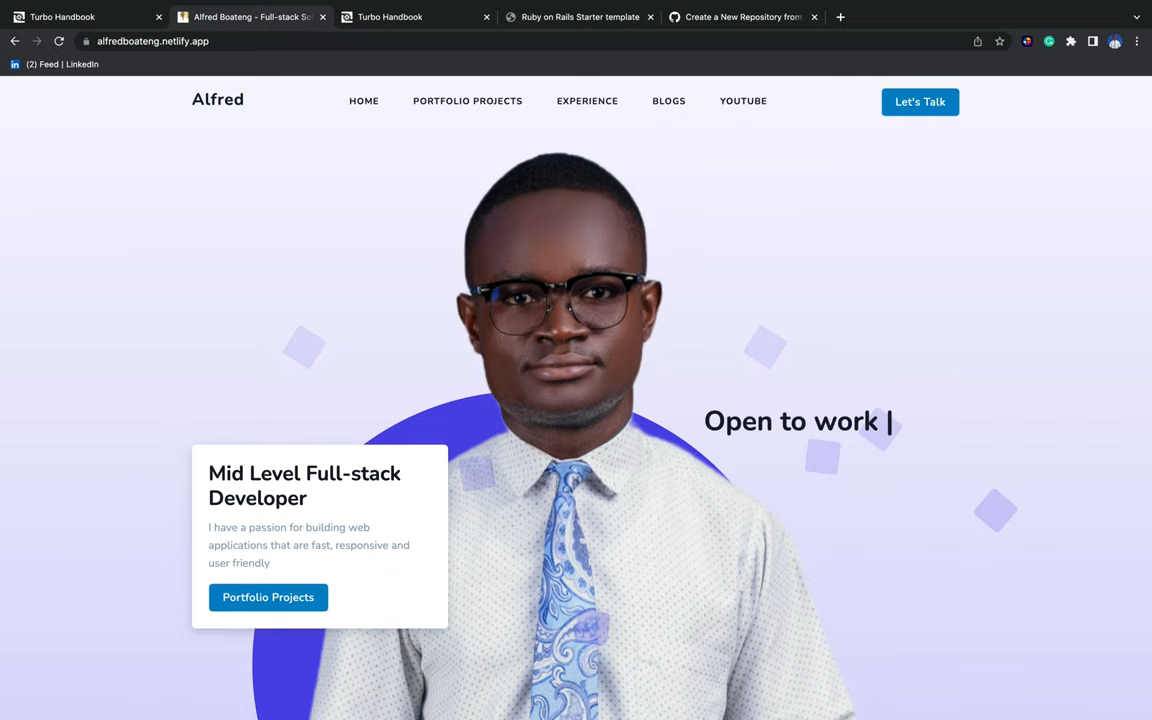 Turbo Handbook
Alfred Boateng - Full-stack So
Turbo Handbook
Ruby on Rails Starter template
Create a New Repository from
alfredboateng.netlify.app
in (2) Feed | LinkedIn
Alfred
HOME
PORTFOLIO PROJECTS
EXPERIENCE
BLOGS
YOUTUBE
Let's Talk
Open to work |
Mid Level Full-stack
Developer
I have a passion for building web
applications that are fast, responsive and
user friendly
Portfolio Projects